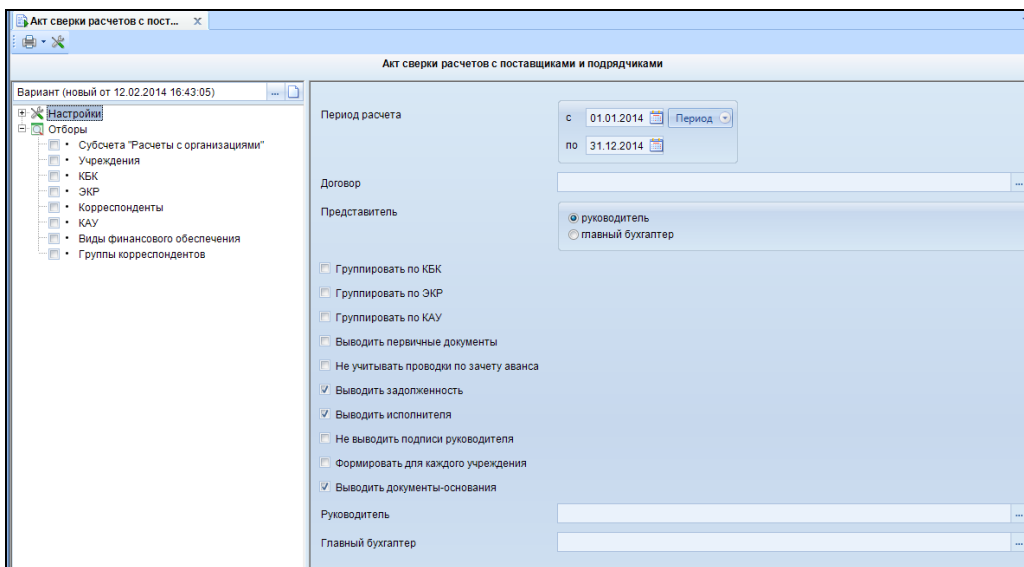 Акт сверки расчетов с пост... x
Акт сверки расчетов с поставщиками и подрядчиками
Вариант (новый от 12.02.2014 16:43:05) ...
Настройки
Отборы
• Субсчета "Расчеты с организациями"
• Учреждения
• КБК
• ЭКР
• Корреспонденты
• КАУ
• Виды финансового обеспечения
• Группы корреспондентов
Период расчета
с 01.01.2014 Период
по 31.12.2014
Договор ...
Представитель
руководитель
главный бухгалтер
Группировать по КБК
Группировать по ЭКР
Группировать по КАУ
Выводить первичные документы
Не учитывать проводки по зачету аванса
Выводить задолженность
Выводить исполнителя
Не выводить подписи руководителя
Формировать для каждого учреждения
Выводить документы-основания
Руководитель ...
Главный бухгалтер ...